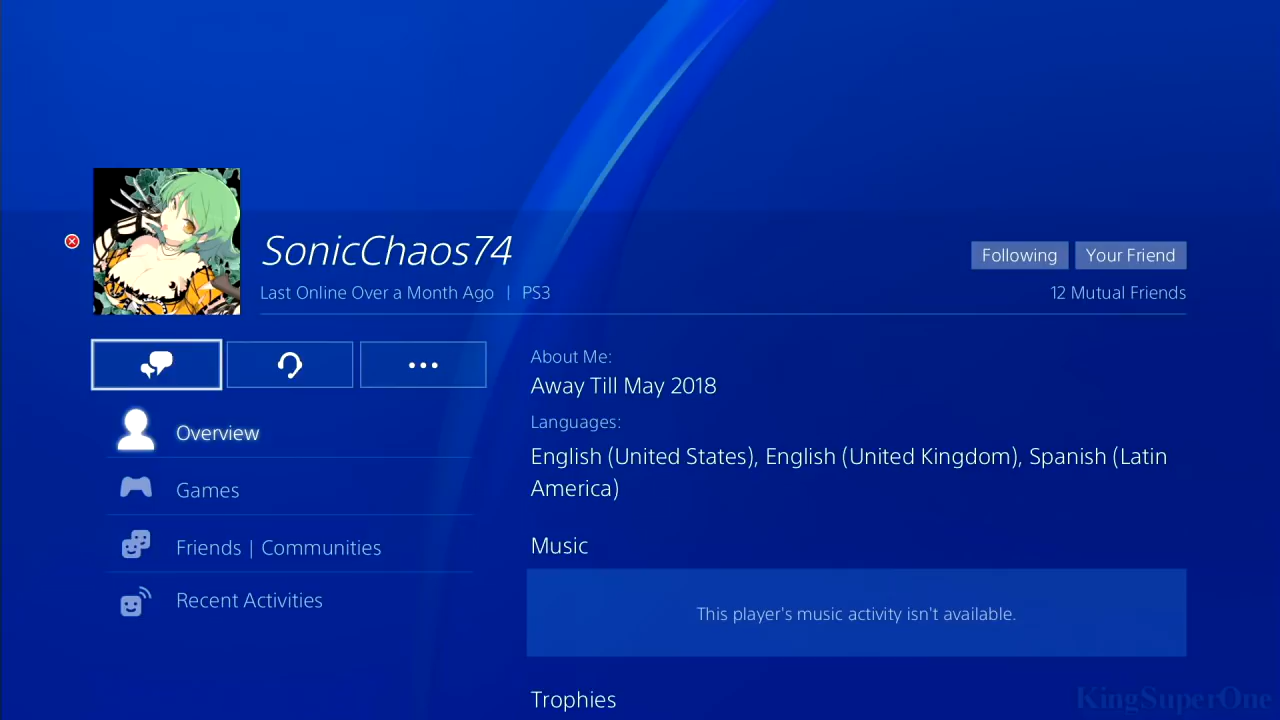 SonicChaos74
Following
Your Friend
Last Online Over a Month Ago | PS3
12 Mutual Friends
About Me:
Away Till May 2018
Languages:
English (United States), English (United Kingdom), Spanish (Latin
America)
Overview
Games
Friends | Communities
Recent Activities
Music
This player's music activity isn't available.
Trophies
KingSuperOne